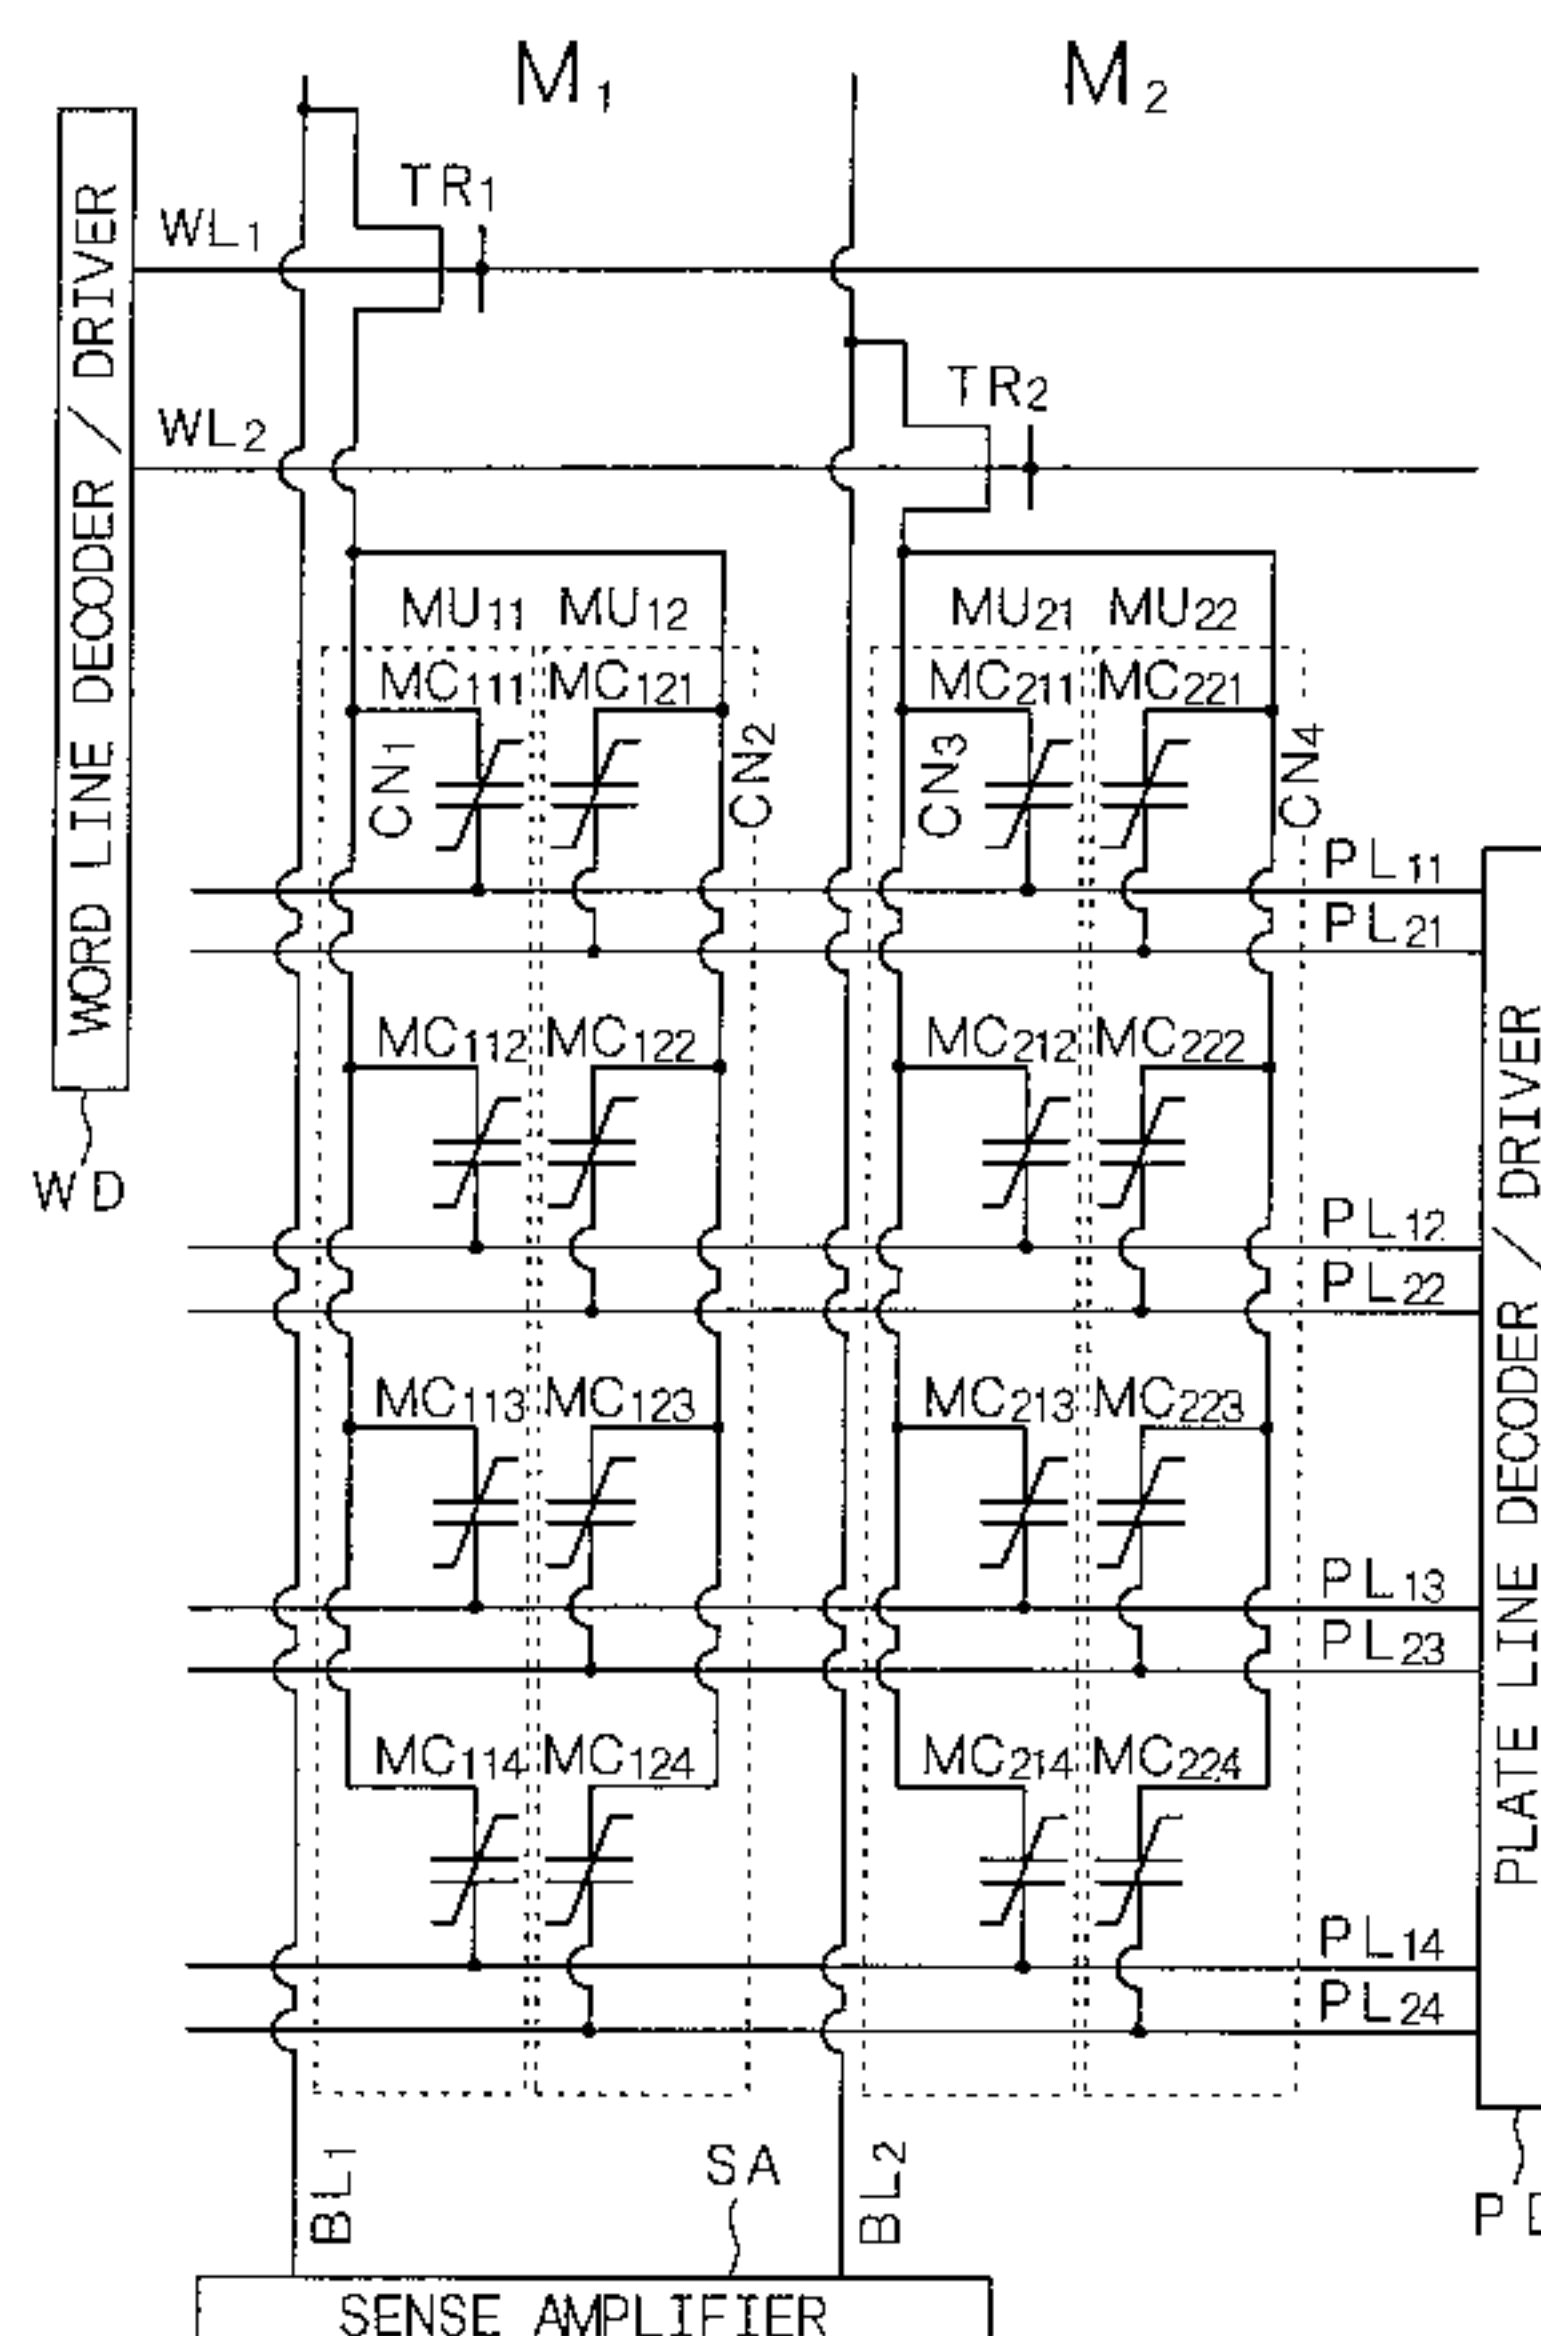 M1 M2
TR1
WL1
TR2
WL2
WORD LINE DECODER / DRIVER
WD
MU11 MU12 MU21 MU22
MC111 MC121 MC211 MC221
CN1 CN2 CN3 CN4
PL11
PL21
MC112 MC122 MC212 MC222
PL12
PL22
MC113 MC123 MC213 MC223
PL13
PL23
MC114 MC124 MC214 MC224
PL14
PL24
PLATE LINE DECODER / DRIVER
BL1 SA BL2
SENSE AMPLIFIER